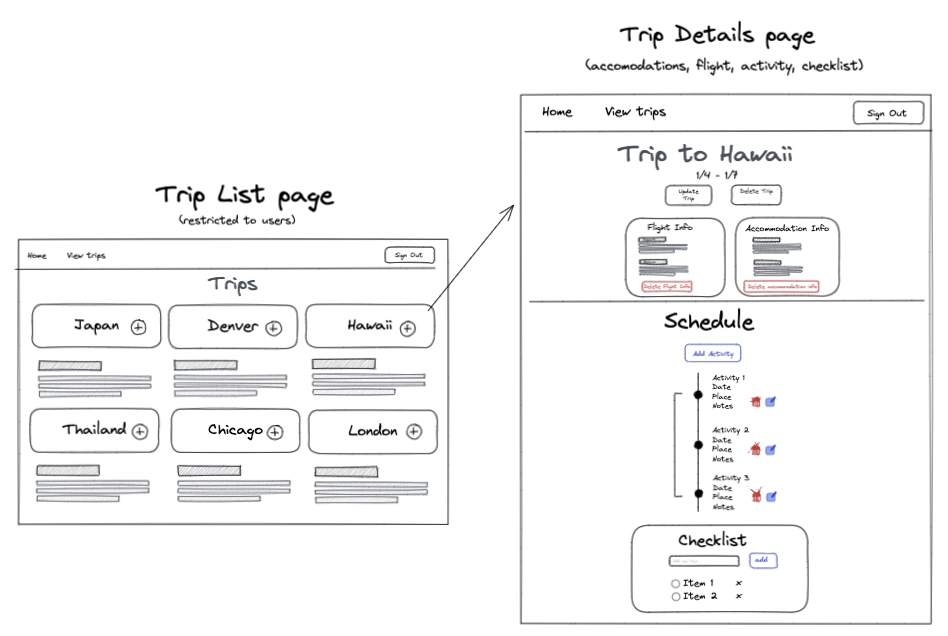 Trip List page
(restricted to users)
Home View trips Sign Out
Trips
Japan Denver Hawaii
Thailand Chicago London
Trip Details page
(accomodations, flight, activity, checklist)
Home View trips Sign Out
Trip to Hawaii
1/4 - 1/7
Update
Trip
Delete Trip
Flight Info
Delete flight info
Accommodation Info
Delete accommodation info
Schedule
Add Activity
Activity 1
Date
Place
Notes
Activity 2
Date
Place
Notes
Activity 3
Date
Place
Notes
Checklist
add
Item 1 x
Item 2 x